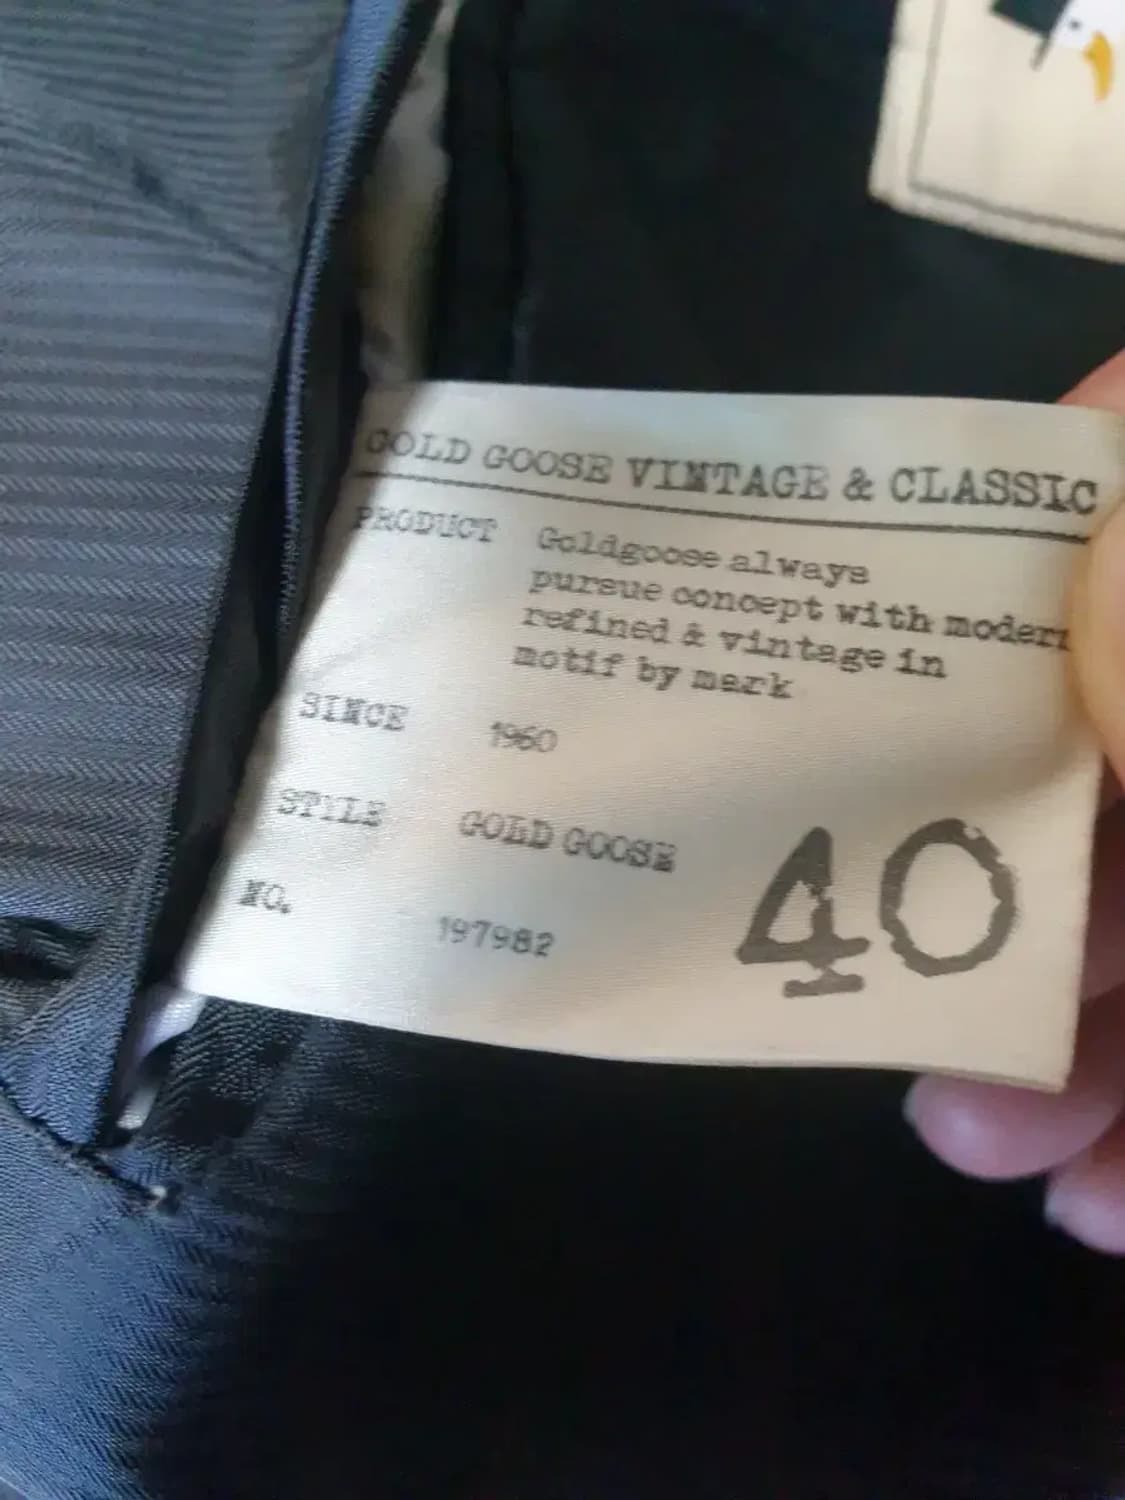 GOLD GOOSE VINTAGE & CLASSIC
PRODUCT Goldgoose always
pursue concept with modern
refined & vintage in
motif by mark
SINCE 1960
STYLE GOLD GOOSE
NO. 197982
40